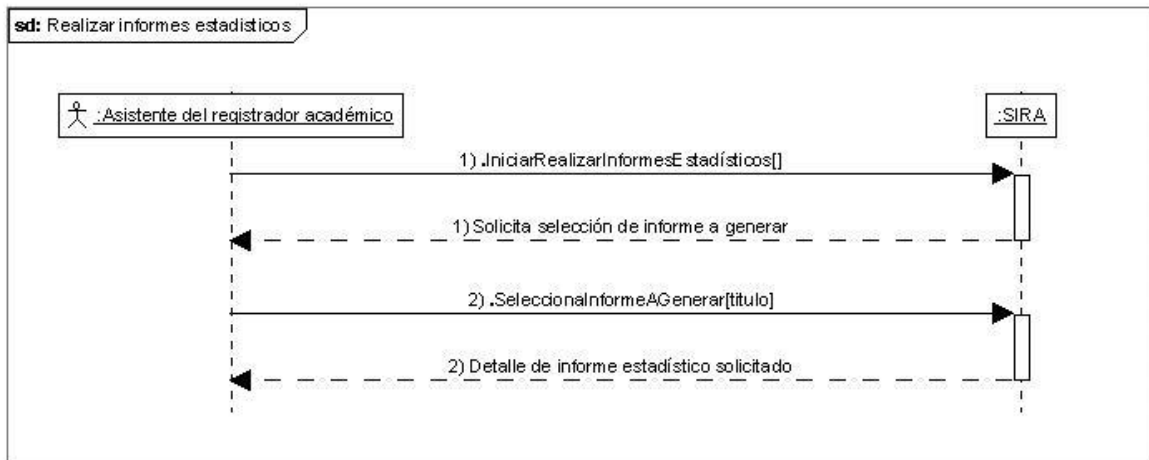 sd: Realizar informes estadisticos
:Asistente del registrador académico
:SIRA
1) .IniciarRealizarInformesEstadísticos[]
1) Solicita selección de informe a generar
2) .SeleccionaInformeAGenerar[titulo]
2) Detalle de informe estadístico solicitado